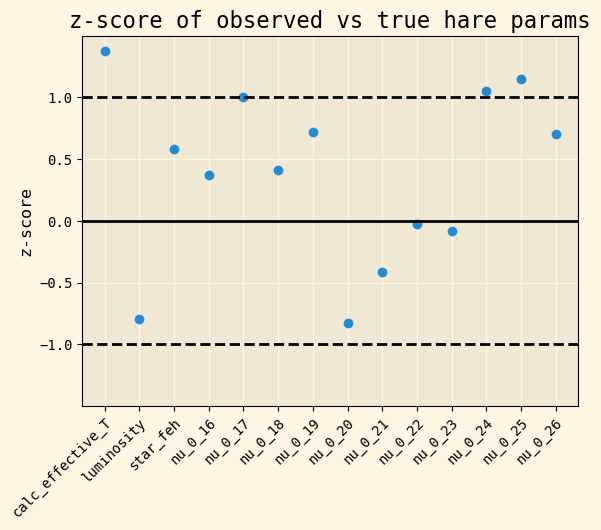 z-score of observed vs true hare params
z-score
1.0
0.5
0.0
−0.5
−1.0
calc_effective_T
luminosity
star_feh
nu_0_16
nu_0_17
nu_0_18
nu_0_19
nu_0_20
nu_0_21
nu_0_22
nu_0_23
nu_0_24
nu_0_25
nu_0_26